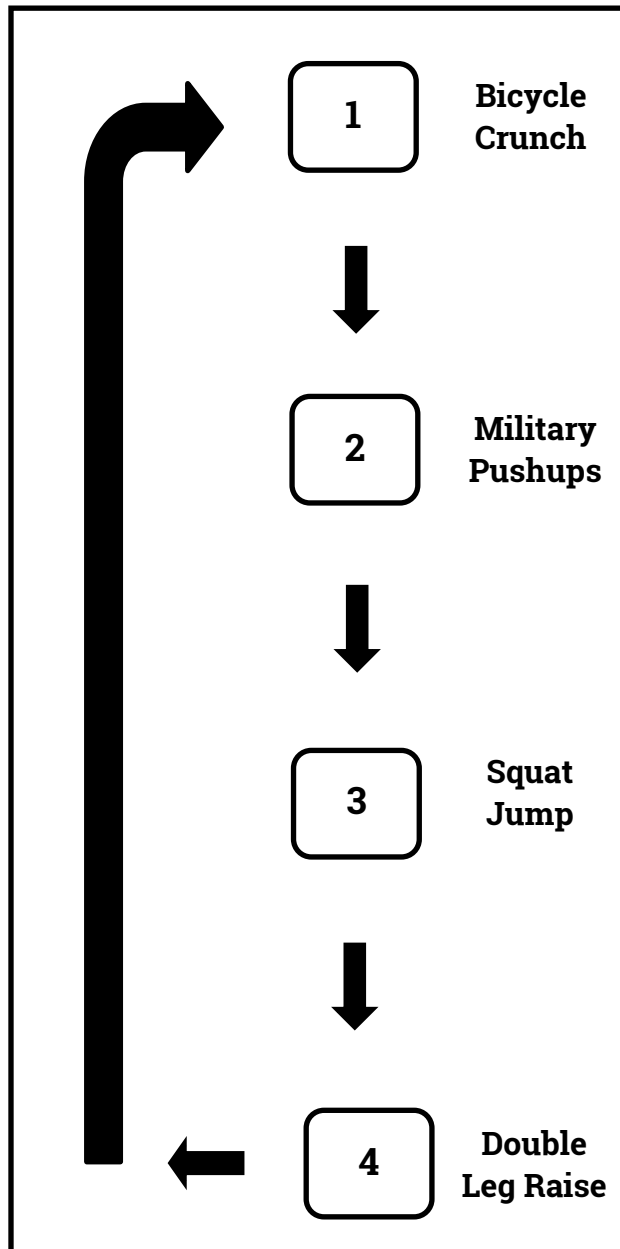 1
Bicycle
Crunch
2
Military
Pushups
3
Squat
Jump
4
Double
Leg Raise